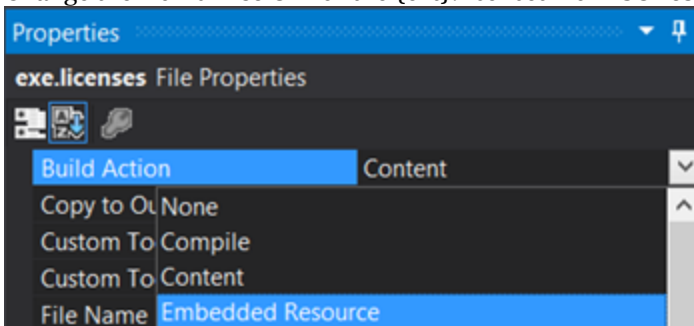 Properties
exe.licenses File Properties
Build Action Content
Copy to Ou None
Custom To Compile
Custom To Content
File Name Embedded Resource